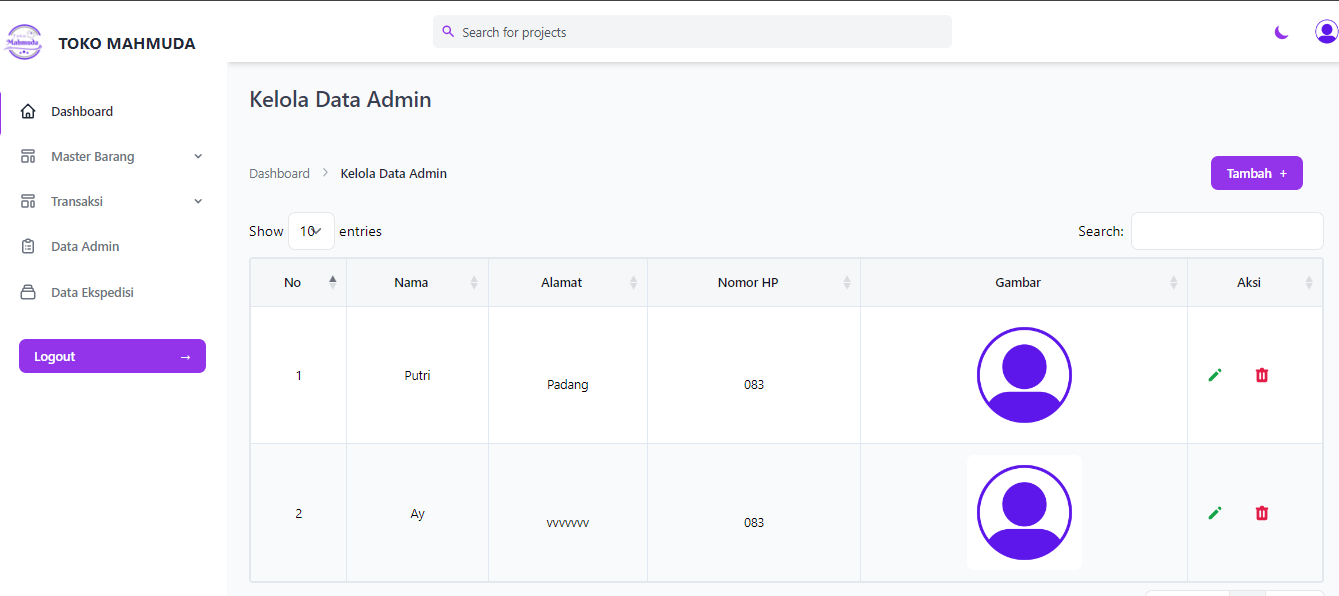 Mahmuda
TOKO MAHMUDA
Search for projects
Dashboard
Master Barang
Transaksi
Data Admin
Data Ekspedisi
Logout →
Kelola Data Admin
Dashboard > Kelola Data Admin
Tambah +
Show 10 entries
Search:
No Nama Alamat Nomor HP Gambar Aksi
1 Putri Padang 083
2 Ay vvvvvvv 083